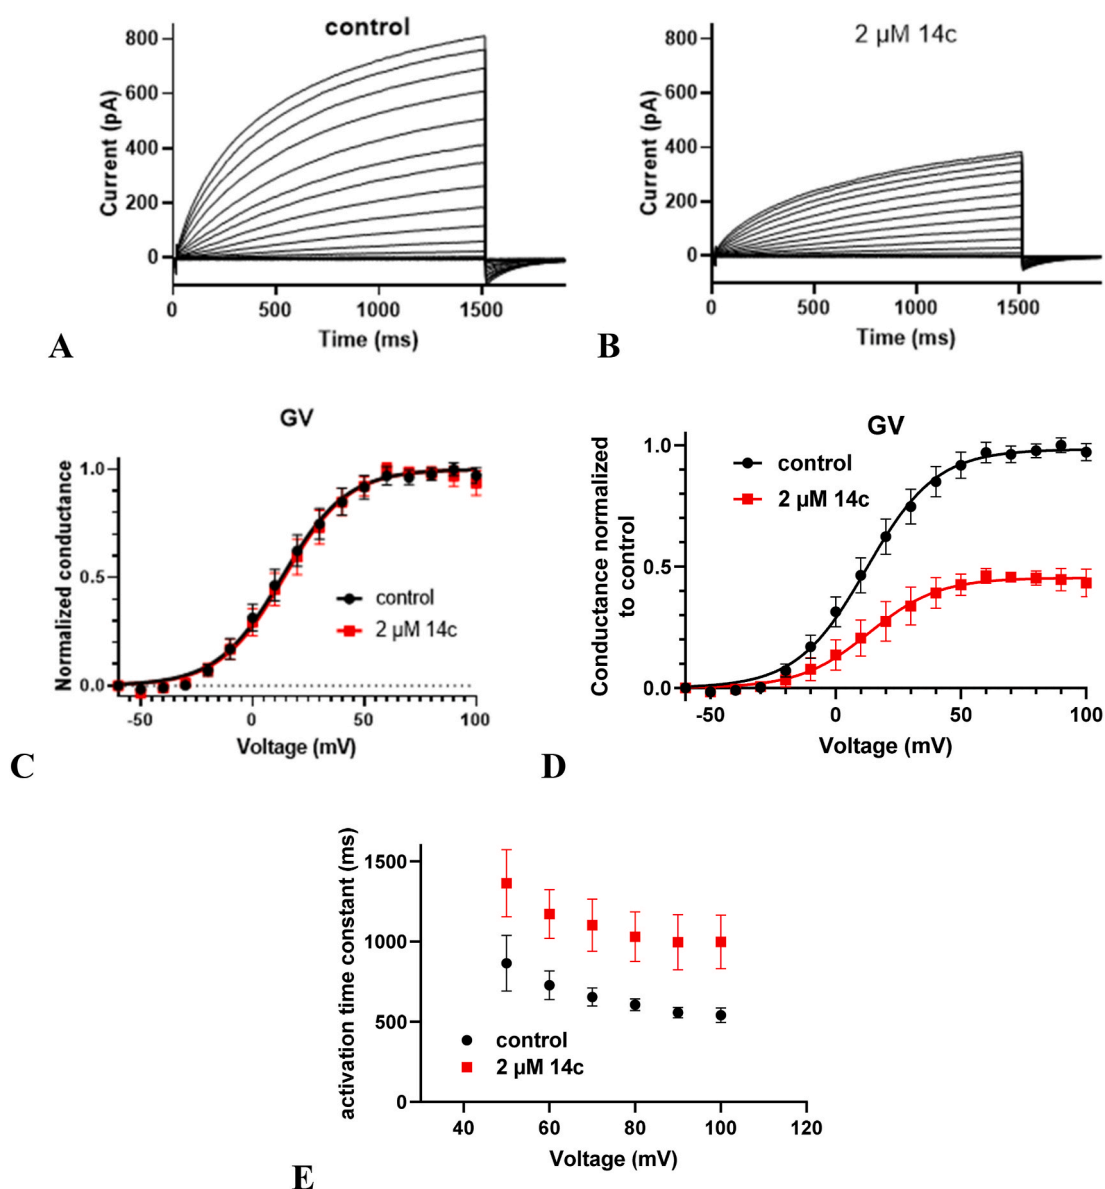 control
800
600
400
200
0
Current (pA)
0 500 1000 1500
Time (ms)
A
2 µM 14c
800
600
400
200
0
Current (pA)
0 500 1000 1500
Time (ms)
B
GV
1.0
0.5
0.0
Normalized conductance
control
2 µM 14c
-50 0 50 100
Voltage (mV)
C
GV
1.0
0.5
0.0
Conductance normalized
to control
control
2 µM 14c
-50 0 50 100
Voltage (mV)
D
1500
1000
500
0
activation time constant (ms)
control
2 µM 14c
40 60 80 100 120
Voltage (mV)
E